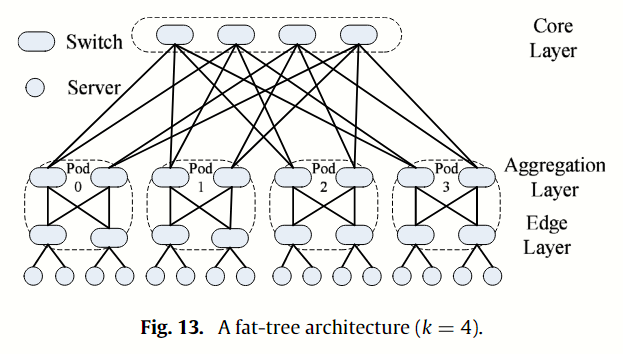 Switch
Server
Core
Layer
Pod
0
Pod
1
Pod
2
Pod
3
Aggregation
Layer
Edge
Layer
Fig. 13. A fat-tree architecture (k = 4).